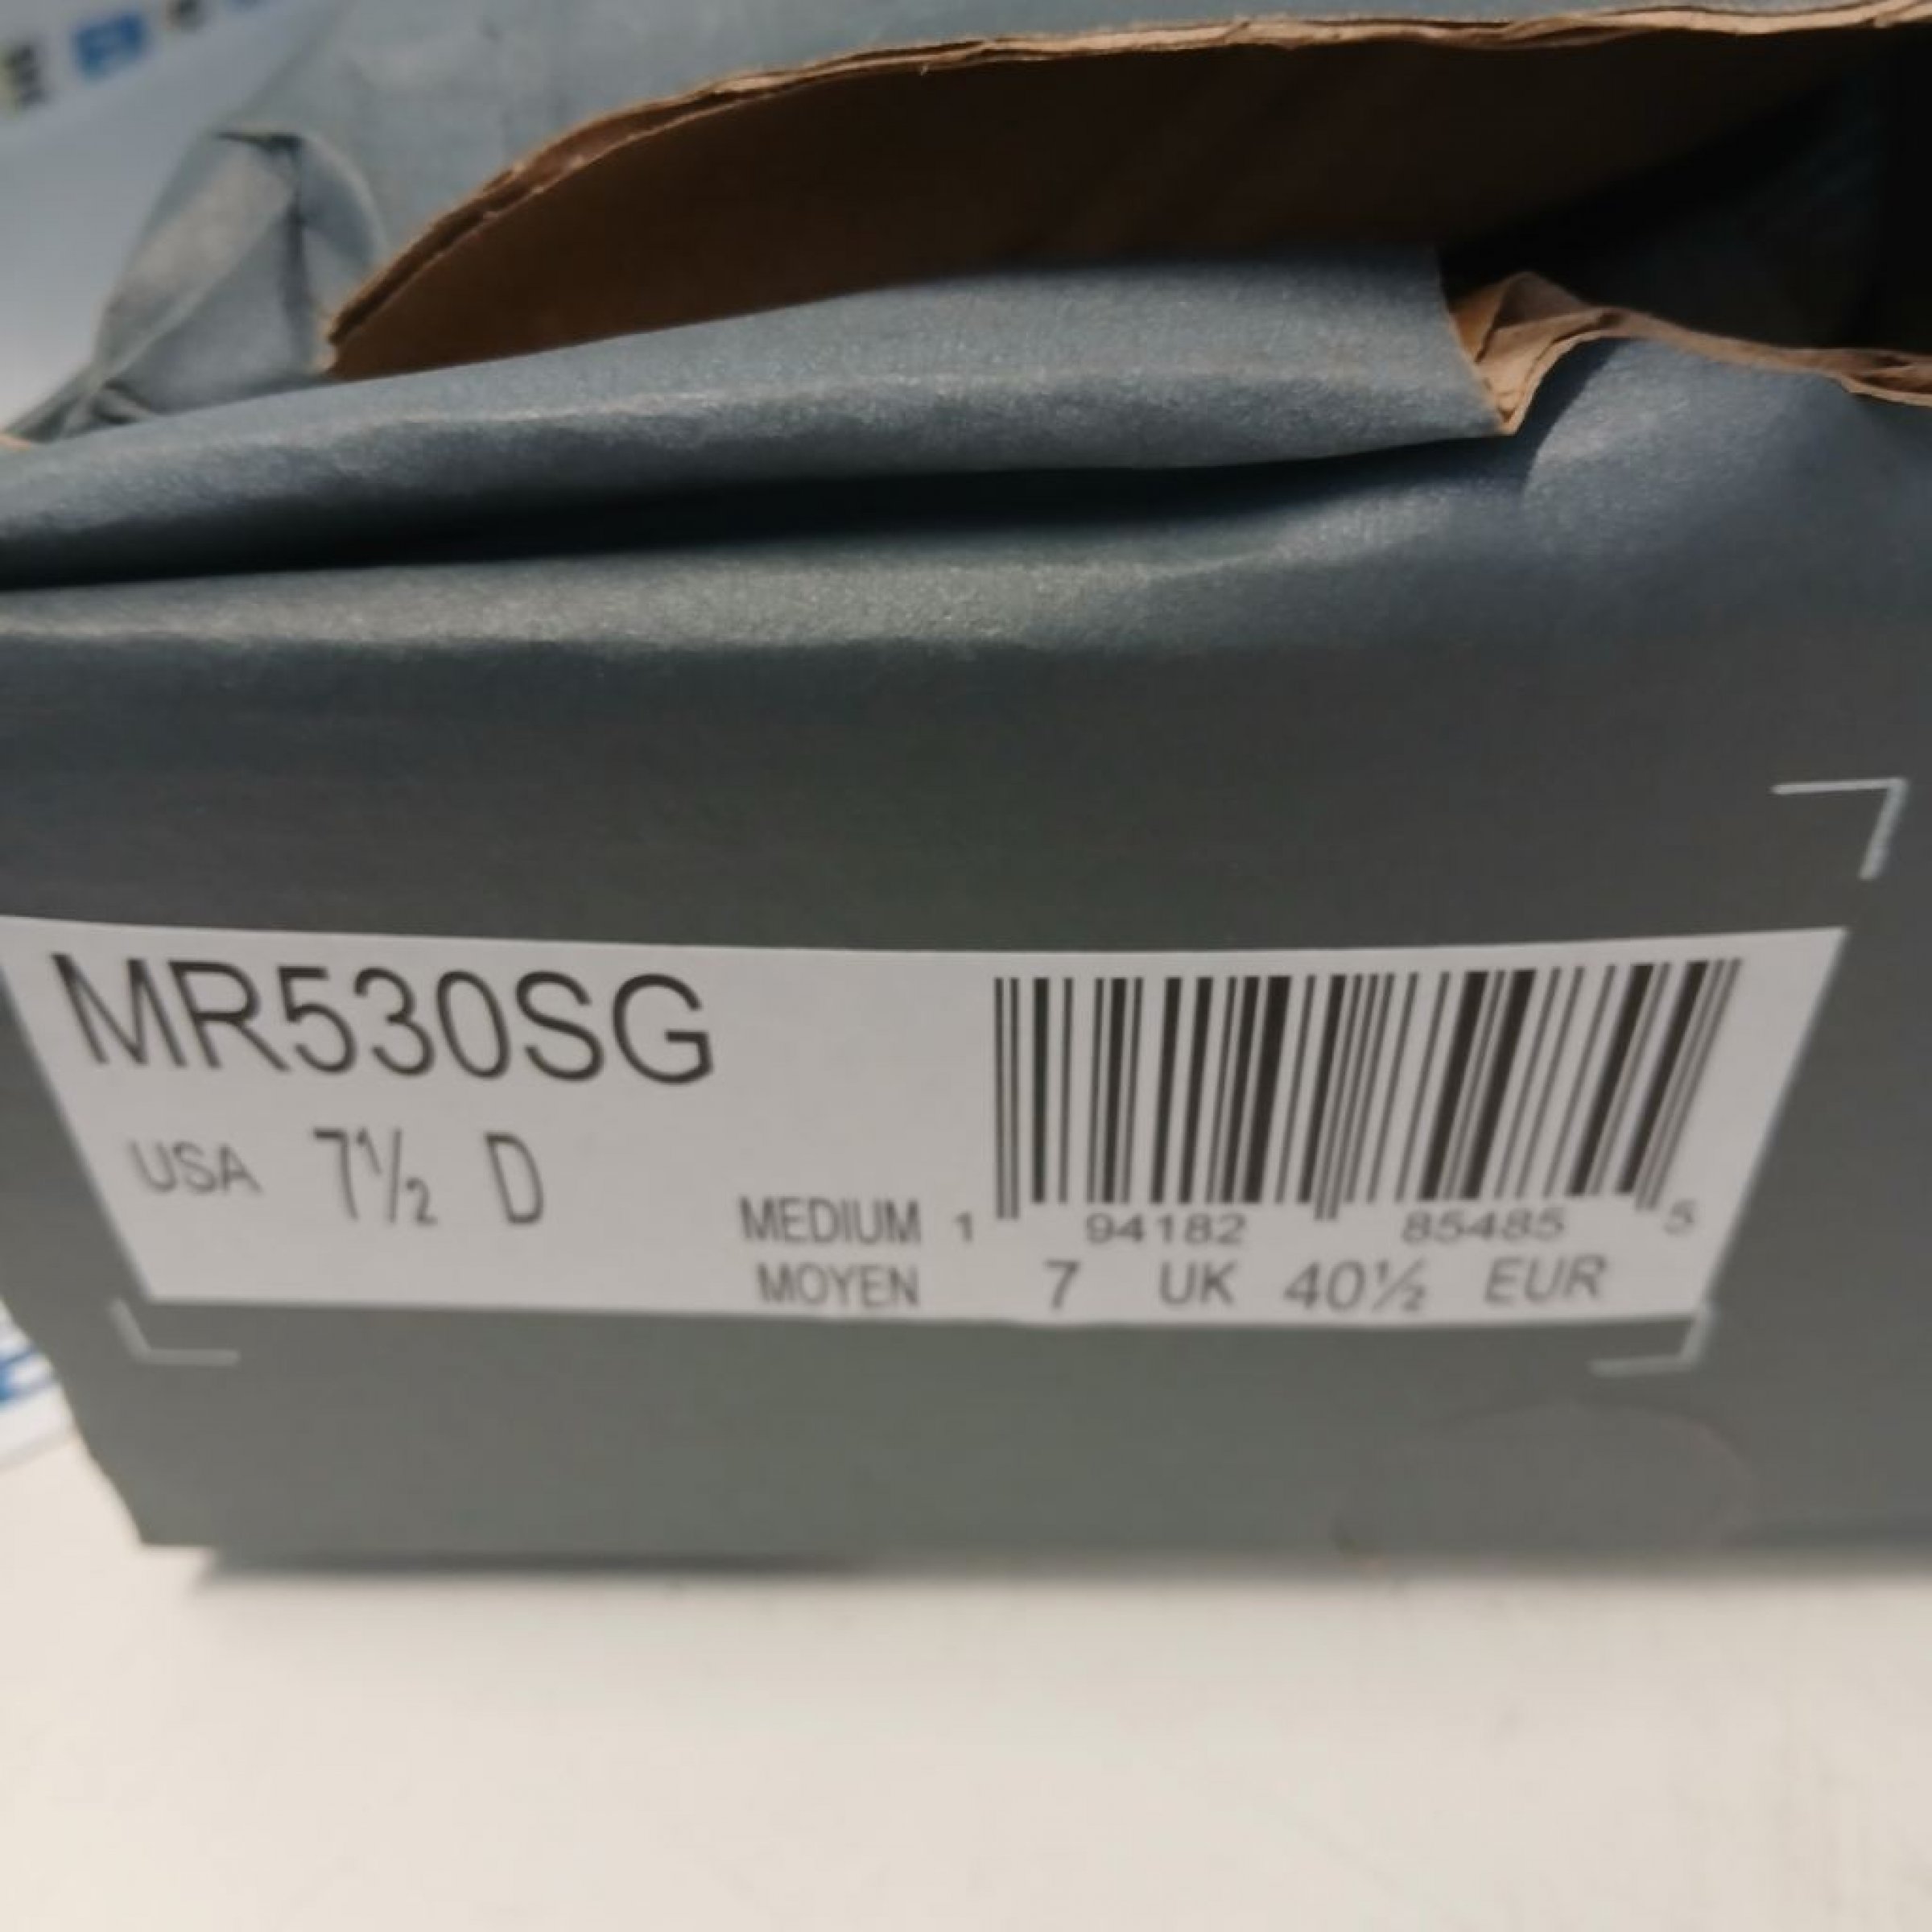 MR530SG
USA 7½ D
MEDIUM 1 94182 85485 5
MOYEN 7 UK 40½ EUR